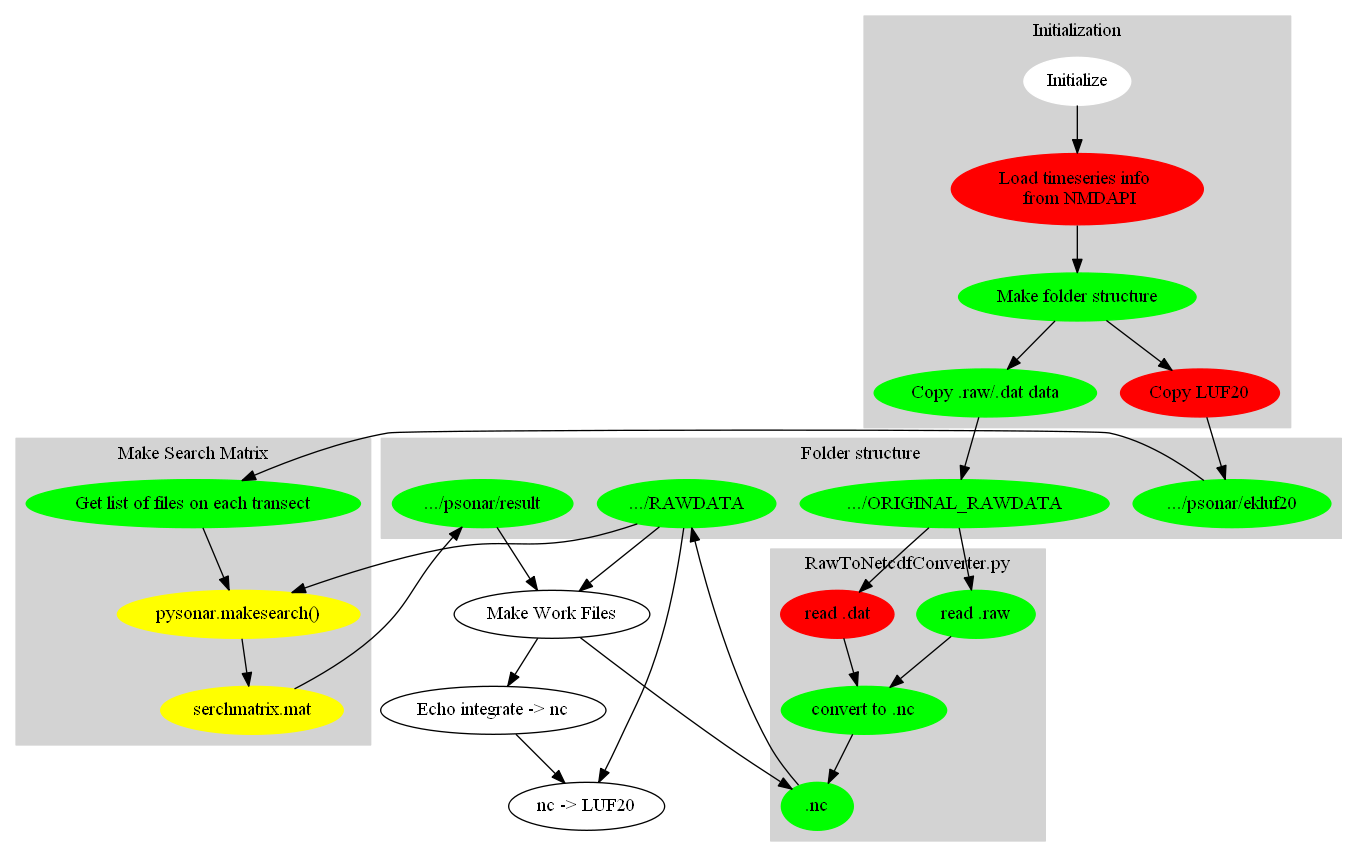 Initialization
Initialize
Load timeseries info
from NMDAPI
Make folder structure
Copy .raw/.dat data
Copy LUF20
Make Search Matrix
Folder structure
Get list of files on each transect
.../psonar/result
.../RAWDATA
.../ORIGINAL_RAWDATA
.../psonar/ekluf20
RawToNetcdfConverter.py
pysonar.makesearch()
Make Work Files
read .dat
read .raw
serchmatrix.mat
Echo integrate -> nc
convert to .nc
nc -> LUF20
.nc